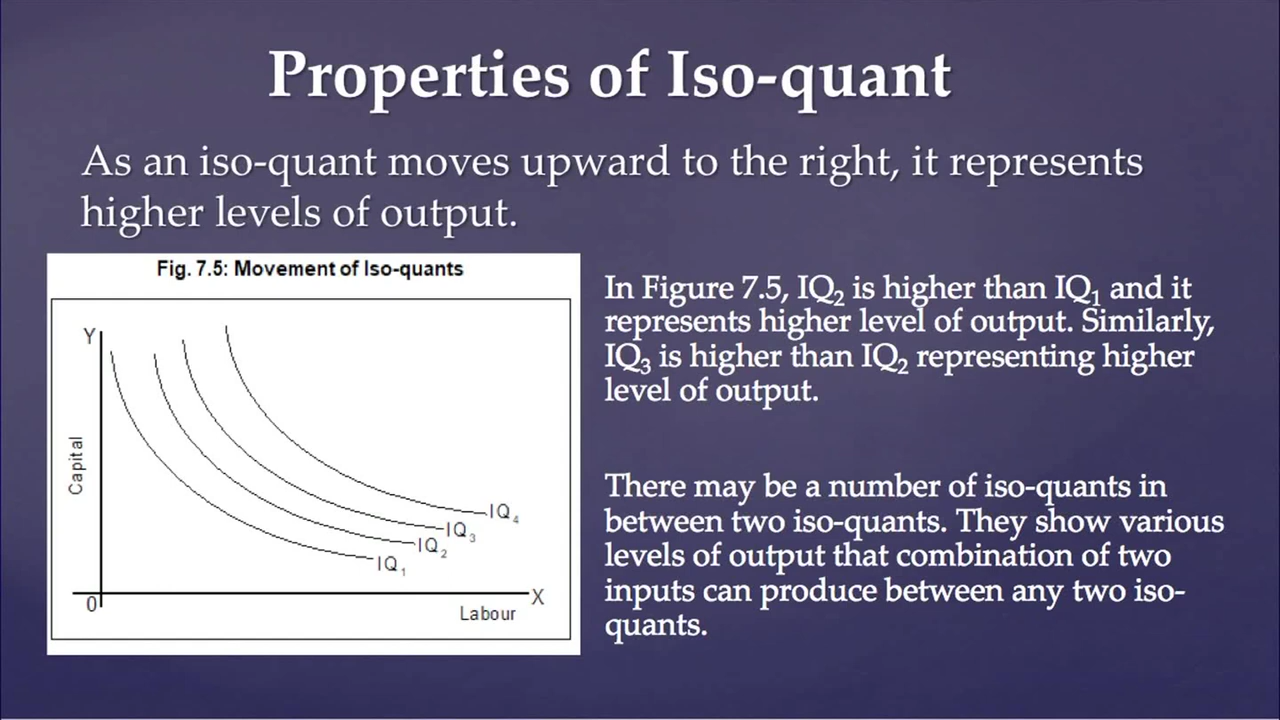 Properties of Iso-quant
As an iso-quant moves upward to the right, it represents
higher levels of output.
Fig. 7.5: Movement of Iso-quants
Y
Capital
IQ₄
IQ₃
IQ₂
IQ₁
0
X
Labour
In Figure 7.5, IQ₂ is higher than IQ₁ and it
represents higher level of output. Similarly,
IQ₃ is higher than IQ₂ representing higher
level of output.
There may be a number of iso-quants in
between two iso-quants. They show various
levels of output that combination of two
inputs can produce between any two iso-
quants.